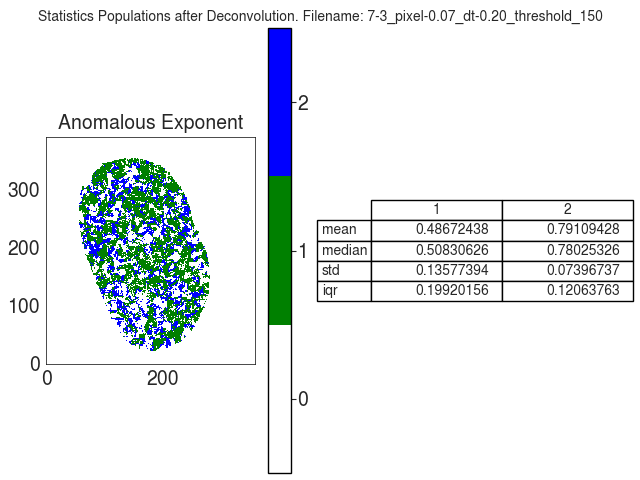 Statistics Populations after Deconvolution. Filename: 7-3_pixel-0.07_dt-0.20_threshold_150
Anomalous Exponent
300
200
100
0
0 200
2
1
0
1 2
mean 0.48672438 0.79109428
median 0.50830626 0.78025326
std 0.13577394 0.07396737
iqr 0.19920156 0.12063763